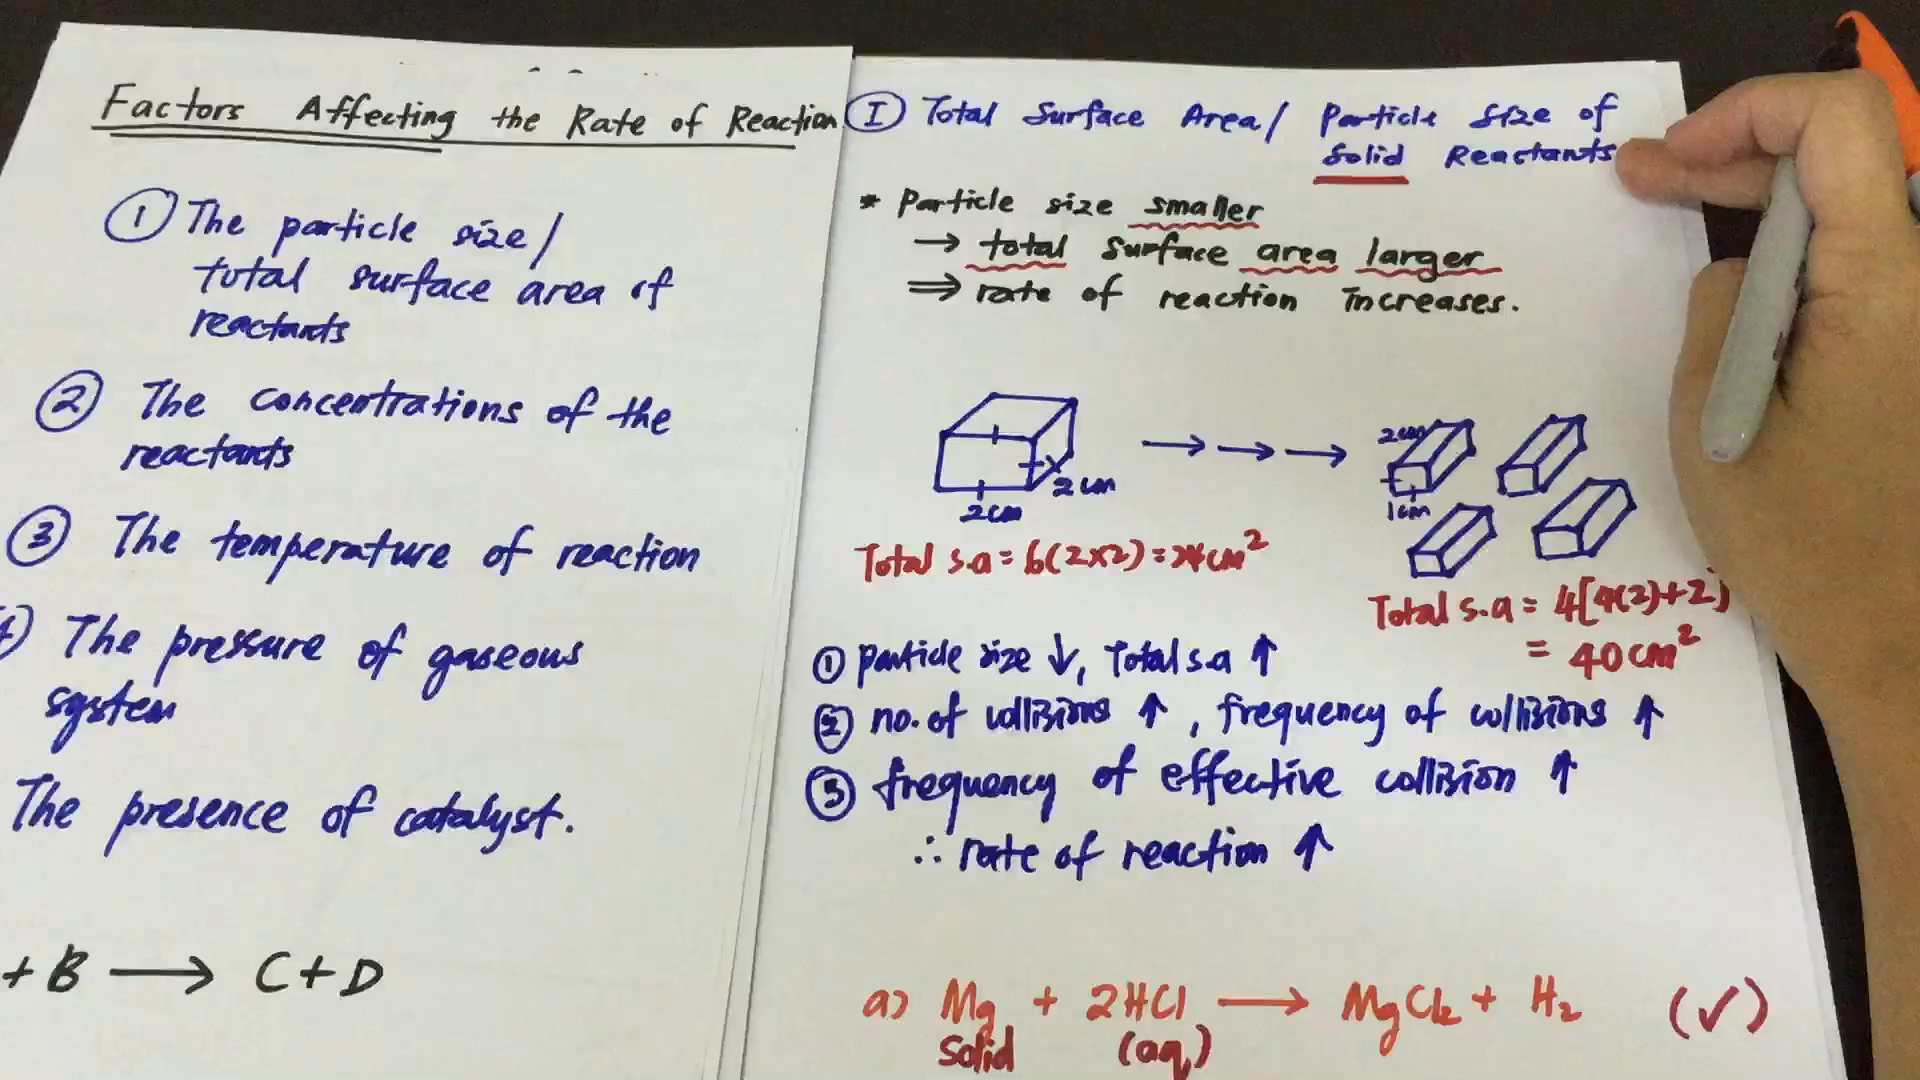 Factors Affecting the Rate of Reaction
① The particle size/
total surface area of
reactants
② The concentrations of the
reactants
③ The temperature of reaction
The pressure of gaseous
system
The presence of catalyst.
+ B → C + D
Ⅰ Total Surface Area/ Particle Size of
Solid Reactants
* Particle size smaller
→ total surface area larger
⇒ rate of reaction increases.
2cm
2cm
Total s.a = 6(2×2) = 24cm²
2cm
1cm
Total s.a = 4[4(2)+2]
= 40cm²
① particle size ↓, Total s.a ↑
② no. of collisions ↑, frequency of collisions ↑
③ frequency of effective collision ↑
∴ rate of reaction ↑
a) Mg + 2HCl → MgCl₂ + H₂ (✓)
solid (aq)